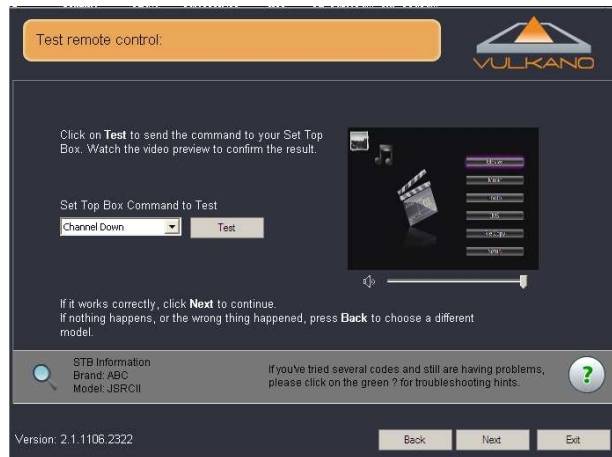 Test remote control:
VULKANO
Click on Test to send the command to your Set Top
Box. Watch the video preview to confirm the result.
Set Top Box Command to Test
Channel Down
Test
If it works correctly, click Next to continue.
If nothing happens, or the wrong thing happened, press Back to choose a different
model.
STB Information
Brand: ABC
Model: JSRCII
If you've tried several codes and still are having problems,
please click on the green ? for troubleshooting hints.
?
Version: 2.1.1106.2322
Back
Next
Exit